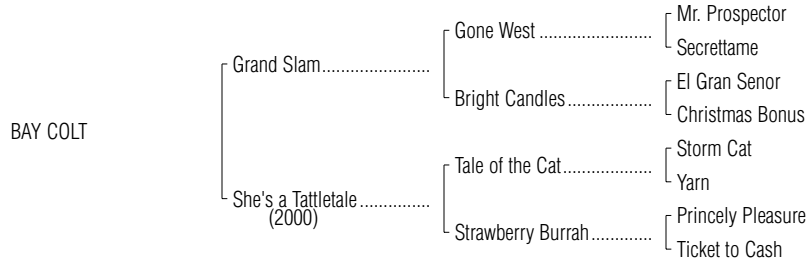 Mr. Prospector
Gone West ........................
Secrettame
Grand Slam.......................
El Gran Senor
Bright Candles..................
Christmas Bonus
BAY COLT
Storm Cat
Tale of the Cat...................
Yarn
She's a Tattletale ...............
(2000)
Princely Pleasure
Strawberry Burrah.............
Ticket to Cash